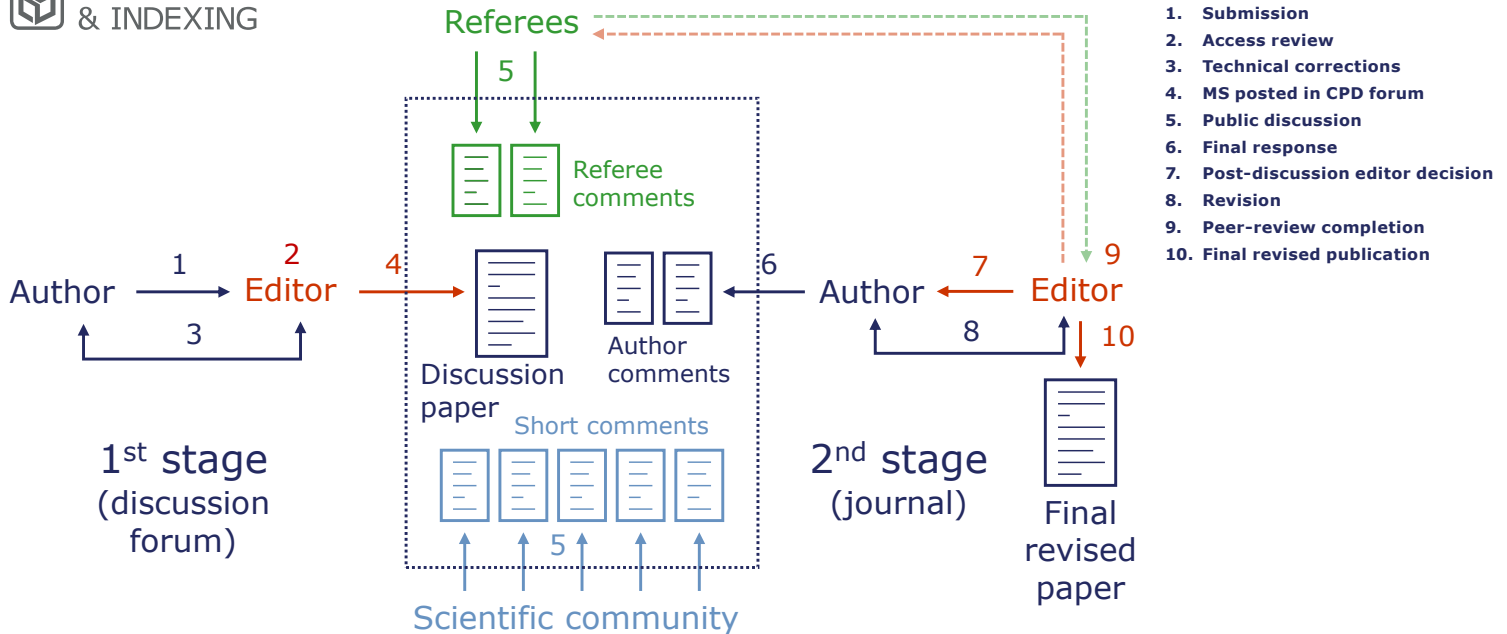 & INDEXING
Referees
5
Referee
comments
Author
1
2
Editor
3
4
Discussion
paper
Author
comments
6
Author
7
8
9
Editor
10
Short comments
5
Scientific community
1st stage
(discussion
forum)
2nd stage
(journal)
Final
revised
paper
1. Submission
2. Access review
3. Technical corrections
4. MS posted in CPD forum
5. Public discussion
6. Final response
7. Post-discussion editor decision
8. Revision
9. Peer-review completion
10. Final revised publication